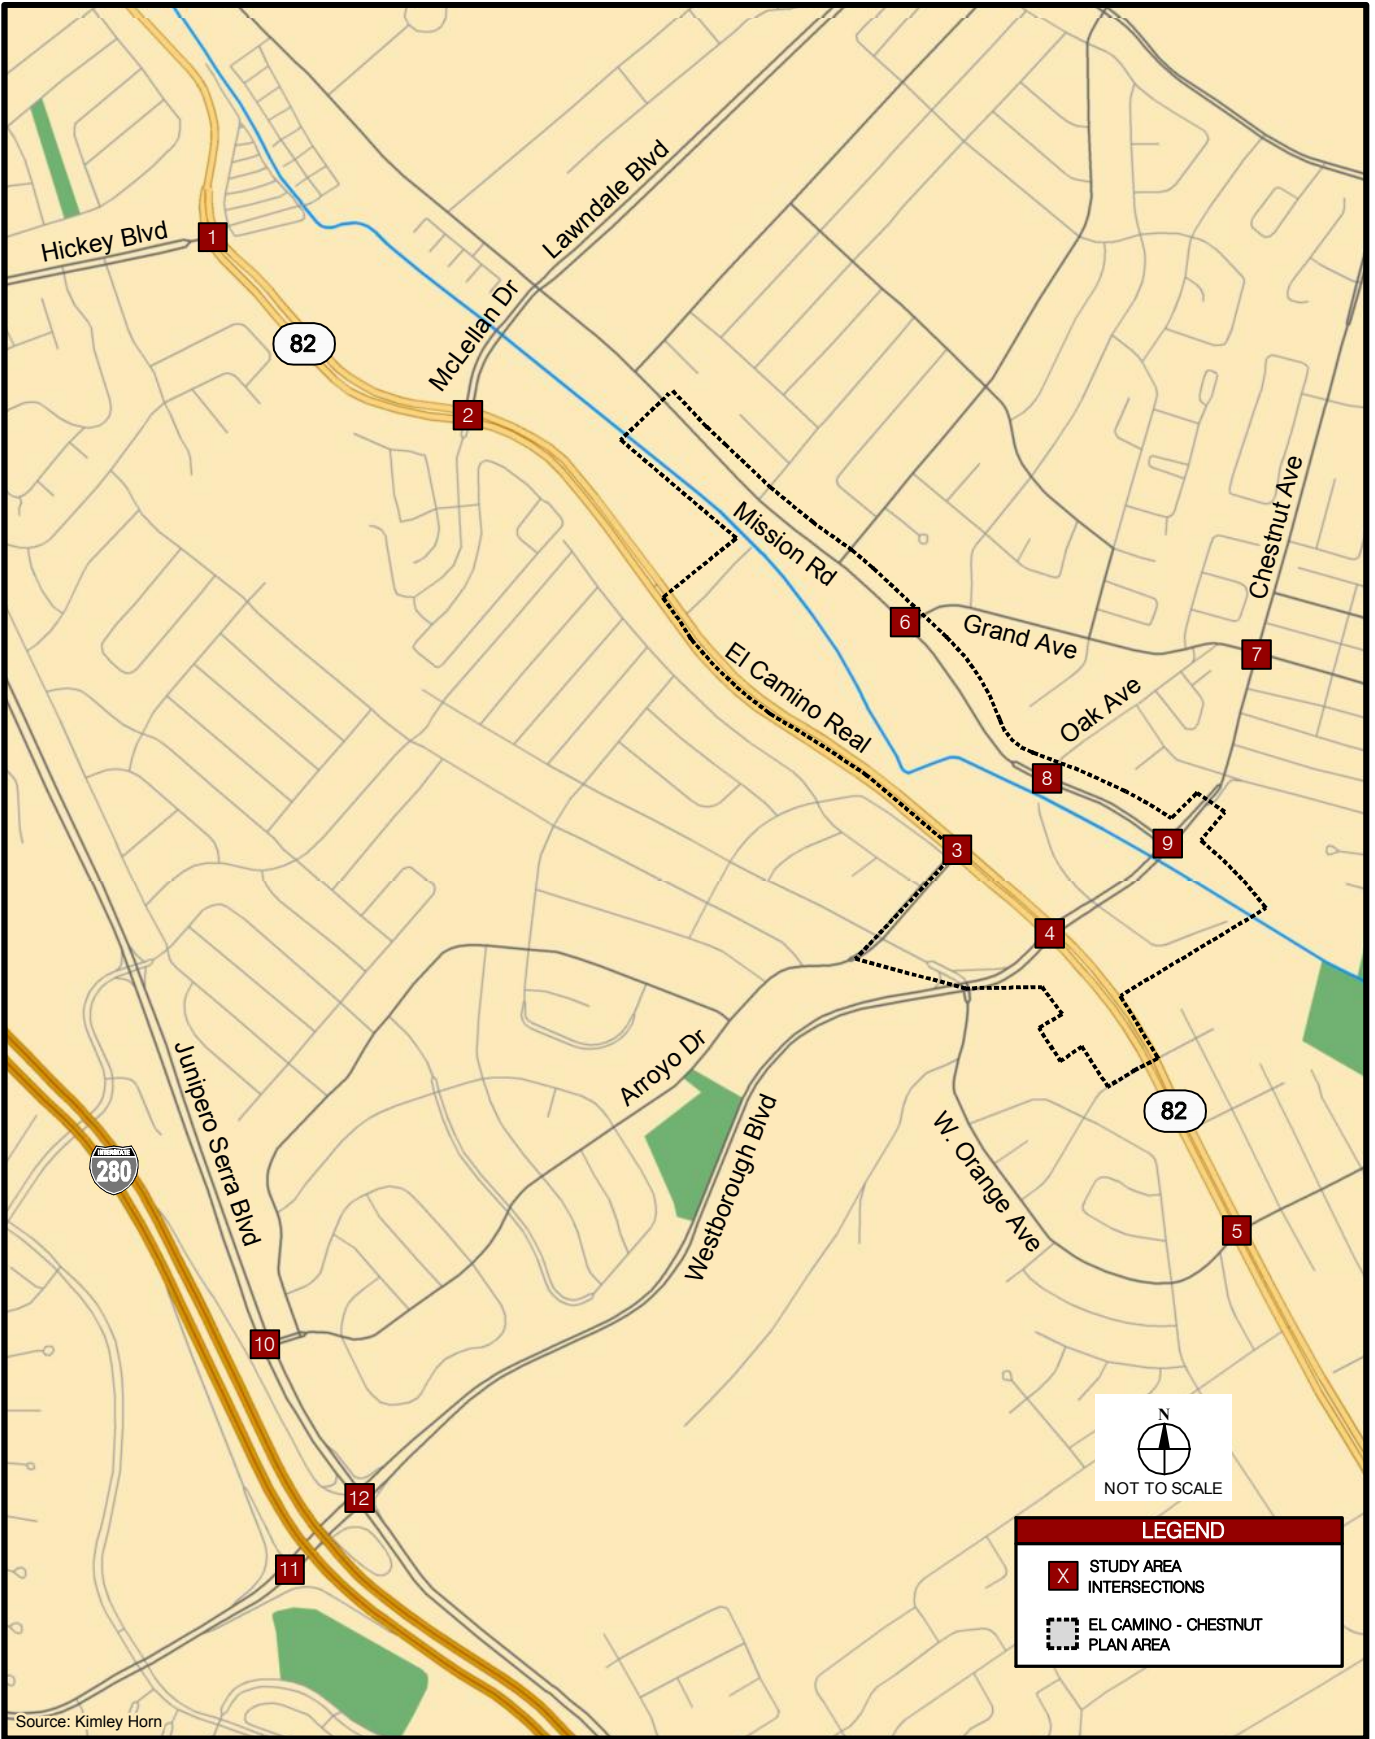 Lawndale Blvd
Hickey Blvd
1
McLellan Dr
82
2
Chestnut Ave
Mission Rd
6
Grand Ave
7
El Camino Real
Oak Ave
8
3
9
4
Junipero Serra Blvd
Arroyo Dr
Westborough Blvd
W. Orange Ave
82
INTERSTATE
280
5
10
12
11
N
NOT TO SCALE
LEGEND
X
STUDY AREA
INTERSECTIONS
EL CAMINO - CHESTNUT
PLAN AREA
Source: Kimley Horn